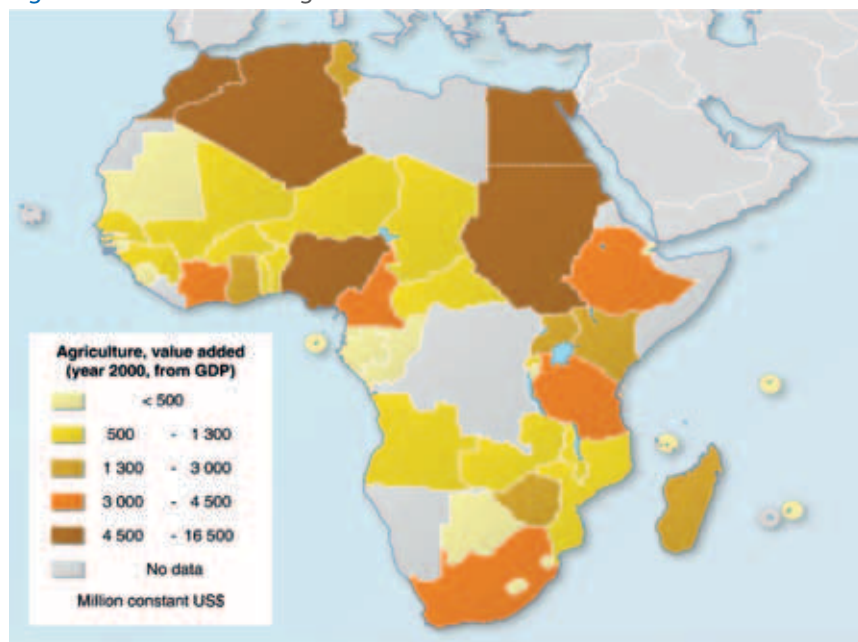 Agriculture, value added
(year 2000, from GDP)
< 500
500 - 1 300
1 300 - 3 000
3 000 - 4 500
4 500 - 16 500
No data
Million constant US$